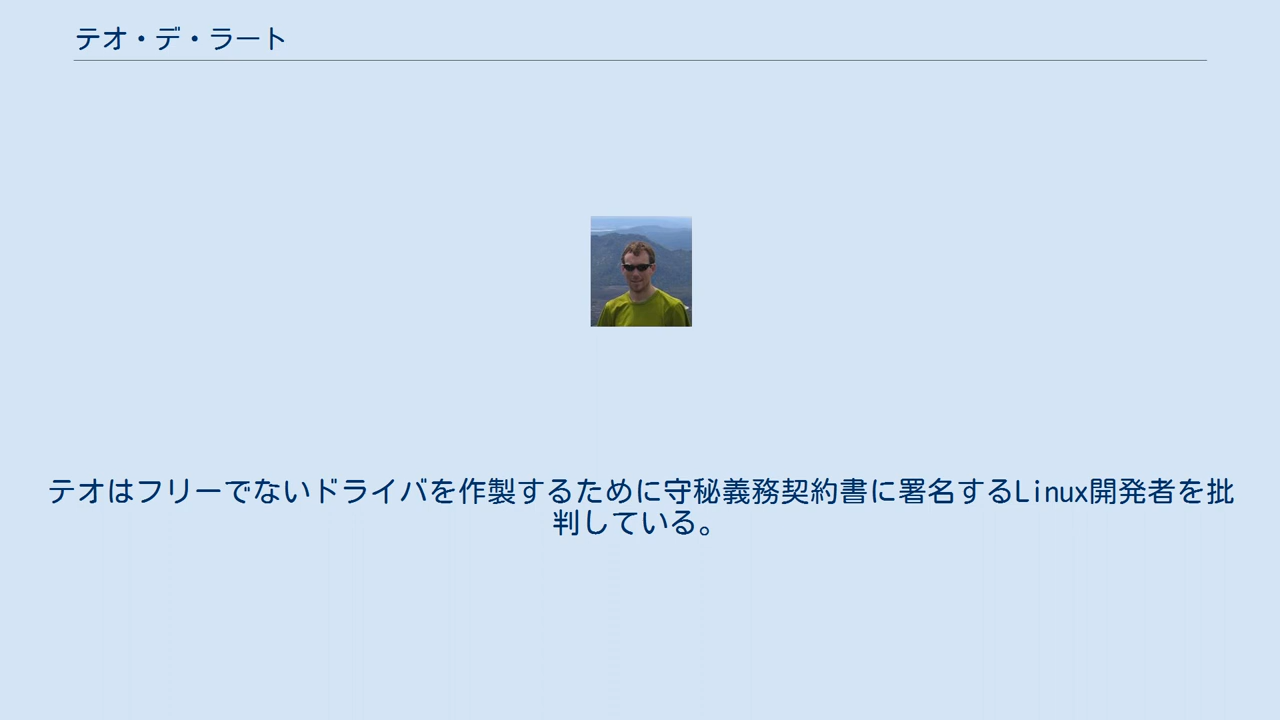 テオ・デ・ラート
テオはフリーでないドライバを作製するために守秘義務契約書に署名するLinux開発者を批
判している。